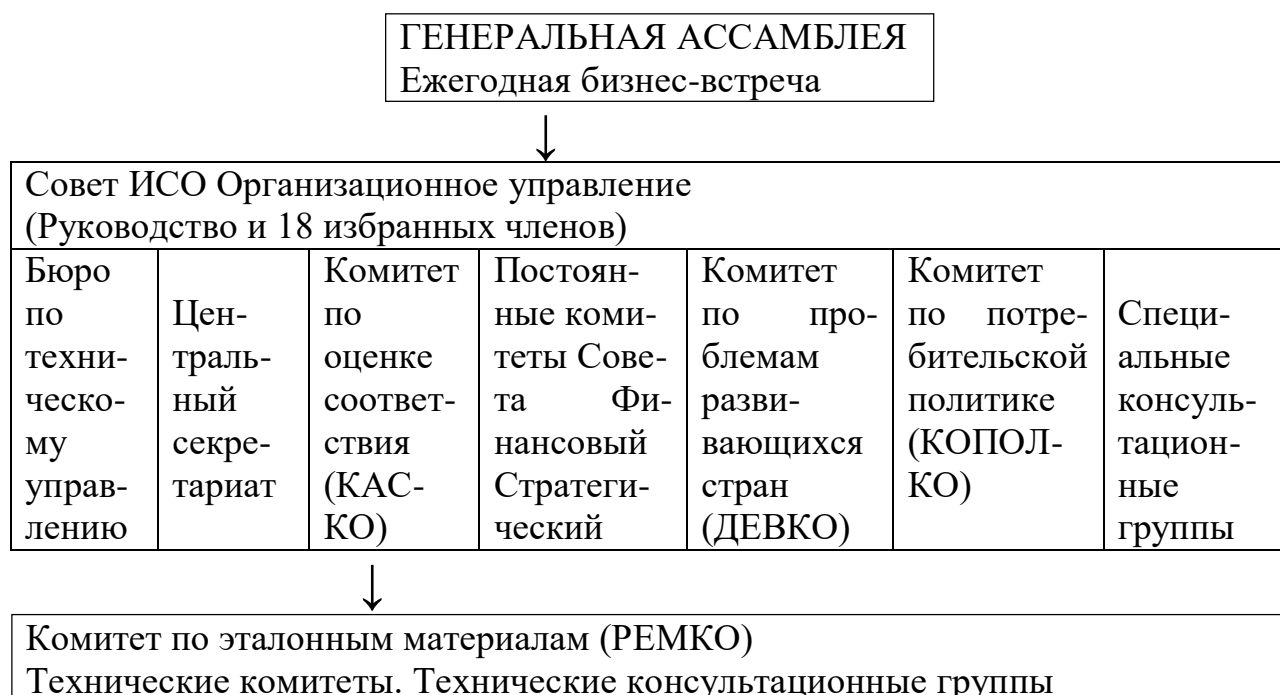 ГЕНЕРАЛЬНАЯ АССАМБЛЕЯ
Ежегодная бизнес-встреча
Совет ИСО Организационное управление
(Руководство и 18 избранных членов)
Бюро
по
техни-
ческо-
му
управ-
лению
Цен-
траль-
ный
секре-
тариат
Комитет
по
оценке
соответ-
ствия
(КАС-
КО)
Постоян-
ные коми-
теты Сове-
та Фи-
нансовый
Стратеги-
ческий
Комитет
по про-
блемам
разви-
вающихся
стран
(ДЕВКО)
Комитет
по потре-
бительской
политике
(КОПОЛ-
КО)
Специ-
альные
консуль-
тацион-
ные
группы
Комитет по эталонным материалам (РЕМКО)
Технические комитеты. Технические консультационные группы